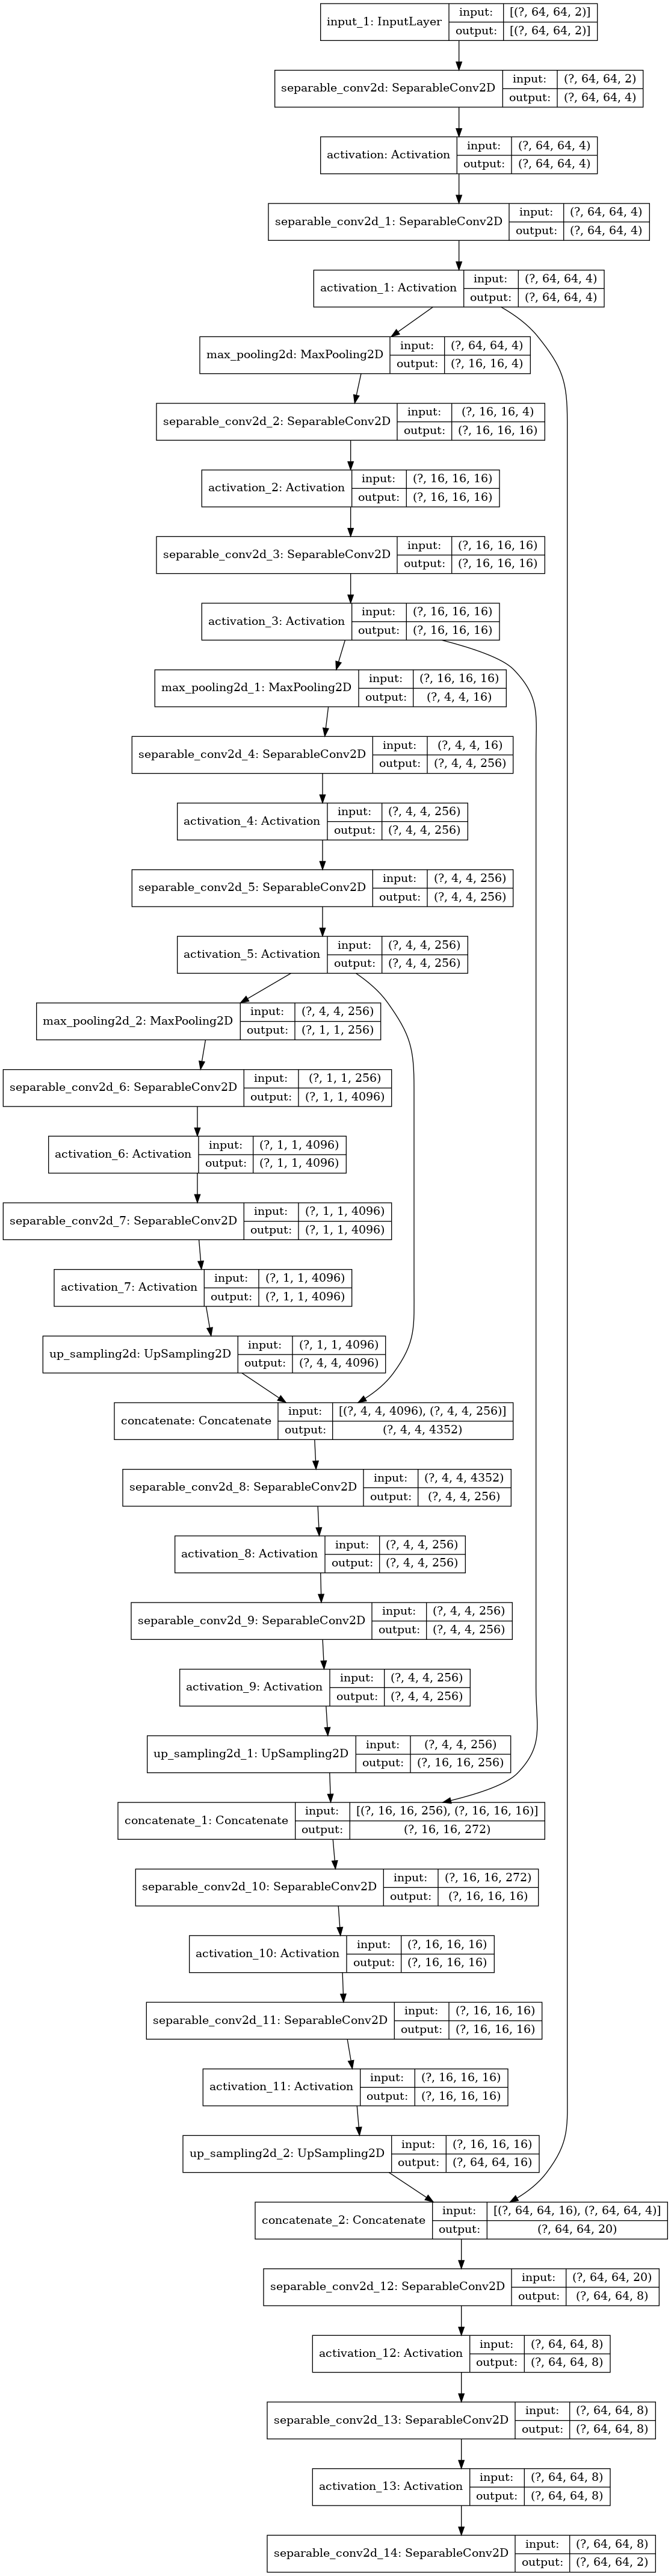 input_1: InputLayer
input:
[(?, 64, 64, 2)]
output:
[(?, 64, 64, 2)]
separable_conv2d: SeparableConv2D
input:
(?, 64, 64, 2)
output:
(?, 64, 64, 4)
activation: Activation
input:
(?, 64, 64, 4)
output:
(?, 64, 64, 4)
separable_conv2d_1: SeparableConv2D
input:
(?, 64, 64, 4)
output:
(?, 64, 64, 4)
activation_1: Activation
input:
(?, 64, 64, 4)
output:
(?, 64, 64, 4)
max_pooling2d: MaxPooling2D
input:
(?, 64, 64, 4)
output:
(?, 16, 16, 4)
separable_conv2d_2: SeparableConv2D
input:
(?, 16, 16, 4)
output:
(?, 16, 16, 16)
activation_2: Activation
input:
(?, 16, 16, 16)
output:
(?, 16, 16, 16)
separable_conv2d_3: SeparableConv2D
input:
(?, 16, 16, 16)
output:
(?, 16, 16, 16)
activation_3: Activation
input:
(?, 16, 16, 16)
output:
(?, 16, 16, 16)
max_pooling2d_1: MaxPooling2D
input:
(?, 16, 16, 16)
output:
(?, 4, 4, 16)
separable_conv2d_4: SeparableConv2D
input:
(?, 4, 4, 16)
output:
(?, 4, 4, 256)
activation_4: Activation
input:
(?, 4, 4, 256)
output:
(?, 4, 4, 256)
separable_conv2d_5: SeparableConv2D
input:
(?, 4, 4, 256)
output:
(?, 4, 4, 256)
activation_5: Activation
input:
(?, 4, 4, 256)
output:
(?, 4, 4, 256)
max_pooling2d_2: MaxPooling2D
input:
(?, 4, 4, 256)
output:
(?, 1, 1, 256)
separable_conv2d_6: SeparableConv2D
input:
(?, 1, 1, 256)
output:
(?, 1, 1, 4096)
activation_6: Activation
input:
(?, 1, 1, 4096)
output:
(?, 1, 1, 4096)
separable_conv2d_7: SeparableConv2D
input:
(?, 1, 1, 4096)
output:
(?, 1, 1, 4096)
activation_7: Activation
input:
(?, 1, 1, 4096)
output:
(?, 1, 1, 4096)
up_sampling2d: UpSampling2D
input:
(?, 1, 1, 4096)
output:
(?, 4, 4, 4096)
concatenate: Concatenate
input:
[(?, 4, 4, 4096), (?, 4, 4, 256)]
output:
(?, 4, 4, 4352)
separable_conv2d_8: SeparableConv2D
input:
(?, 4, 4, 4352)
output:
(?, 4, 4, 256)
activation_8: Activation
input:
(?, 4, 4, 256)
output:
(?, 4, 4, 256)
separable_conv2d_9: SeparableConv2D
input:
(?, 4, 4, 256)
output:
(?, 4, 4, 256)
activation_9: Activation
input:
(?, 4, 4, 256)
output:
(?, 4, 4, 256)
up_sampling2d_1: UpSampling2D
input:
(?, 4, 4, 256)
output:
(?, 16, 16, 256)
concatenate_1: Concatenate
input:
[(?, 16, 16, 256), (?, 16, 16, 16)]
output:
(?, 16, 16, 272)
separable_conv2d_10: SeparableConv2D
input:
(?, 16, 16, 272)
output:
(?, 16, 16, 16)
activation_10: Activation
input:
(?, 16, 16, 16)
output:
(?, 16, 16, 16)
separable_conv2d_11: SeparableConv2D
input:
(?, 16, 16, 16)
output:
(?, 16, 16, 16)
activation_11: Activation
input:
(?, 16, 16, 16)
output:
(?, 16, 16, 16)
up_sampling2d_2: UpSampling2D
input:
(?, 16, 16, 16)
output:
(?, 64, 64, 16)
concatenate_2: Concatenate
input:
[(?, 64, 64, 16), (?, 64, 64, 4)]
output:
(?, 64, 64, 20)
separable_conv2d_12: SeparableConv2D
input:
(?, 64, 64, 20)
output:
(?, 64, 64, 8)
activation_12: Activation
input:
(?, 64, 64, 8)
output:
(?, 64, 64, 8)
separable_conv2d_13: SeparableConv2D
input:
(?, 64, 64, 8)
output:
(?, 64, 64, 8)
activation_13: Activation
input:
(?, 64, 64, 8)
output:
(?, 64, 64, 8)
separable_conv2d_14: SeparableConv2D
input:
(?, 64, 64, 8)
output:
(?, 64, 64, 2)